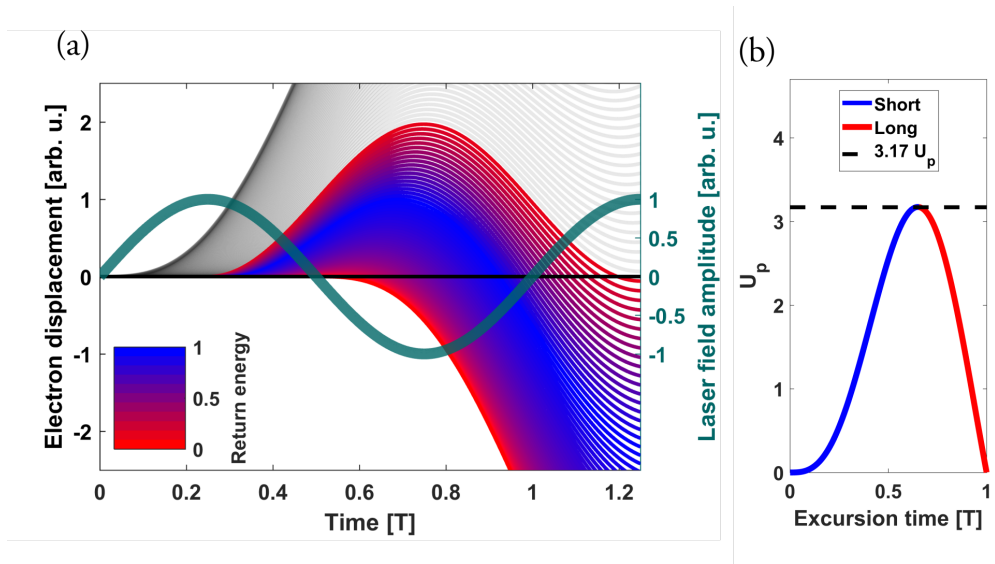 (a)
Electron displacement [arb. u.]
2
1
0
-1
-2
1
0.5
0
Return energy
0
0.2
0.4
0.6
0.8
1
1.2
Time [T]
1
0.5
0
-0.5
-1
Laser field amplitude [arb. u.]
(b)
Short
Long
3.17 Up
Up
4
3
2
1
0
0
0.5
1
Excursion time [T]